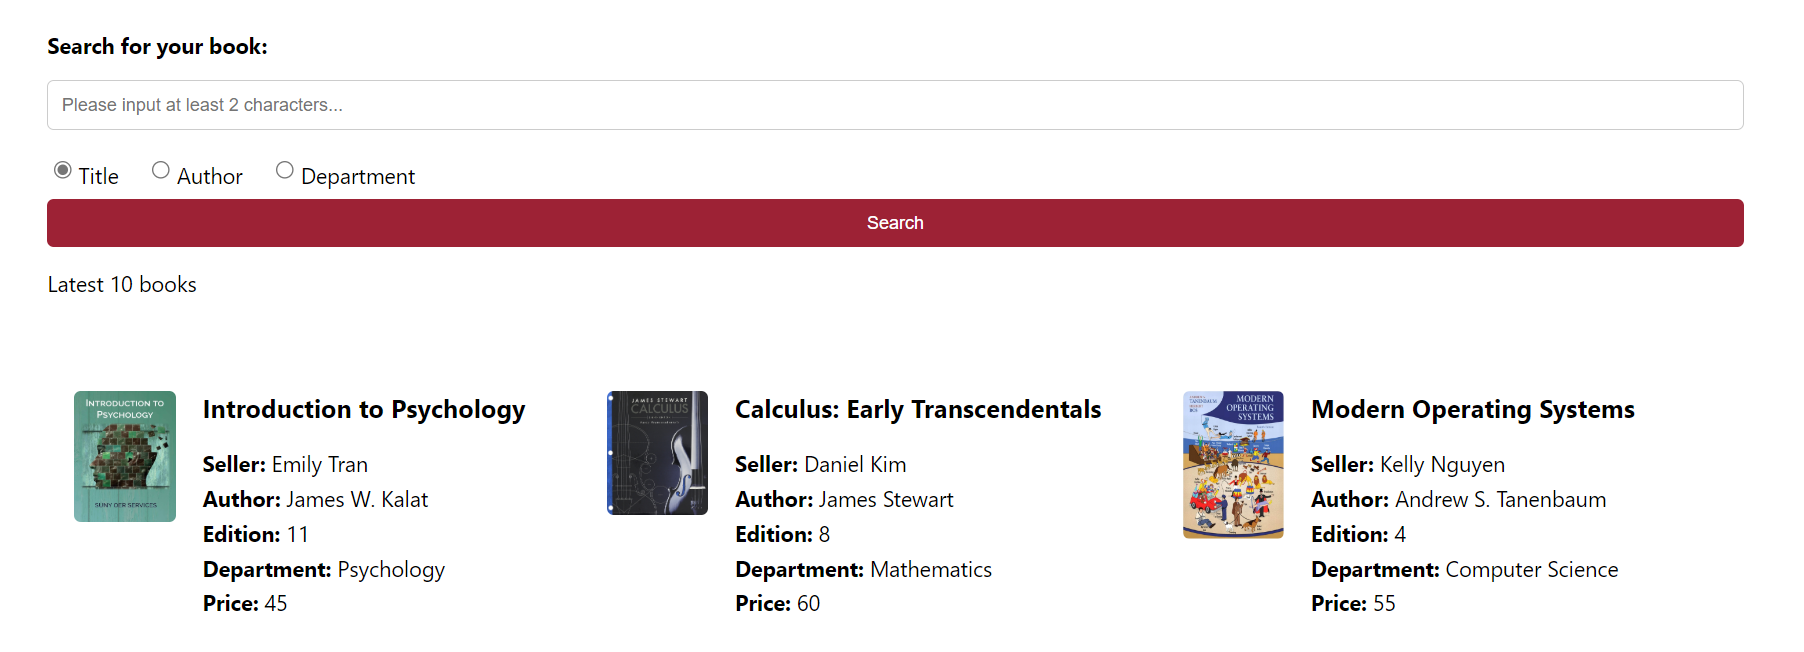 Search for your book:
Please input at least 2 characters...
Title Author Department
Search
Latest 10 books
INTRODUCTION TO
PSYCHOLOGY
SUNY OER SERVICES
Introduction to Psychology
Seller: Emily Tran
Author: James W. Kalat
Edition: 11
Department: Psychology
Price: 45
JAMES STEWART
CALCULUS
Calculus: Early Transcendentals
Seller: Daniel Kim
Author: James Stewart
Edition: 8
Department: Mathematics
Price: 60
MODERN
OPERATING
SYSTEMS
Modern Operating Systems
Seller: Kelly Nguyen
Author: Andrew S. Tanenbaum
Edition: 4
Department: Computer Science
Price: 55